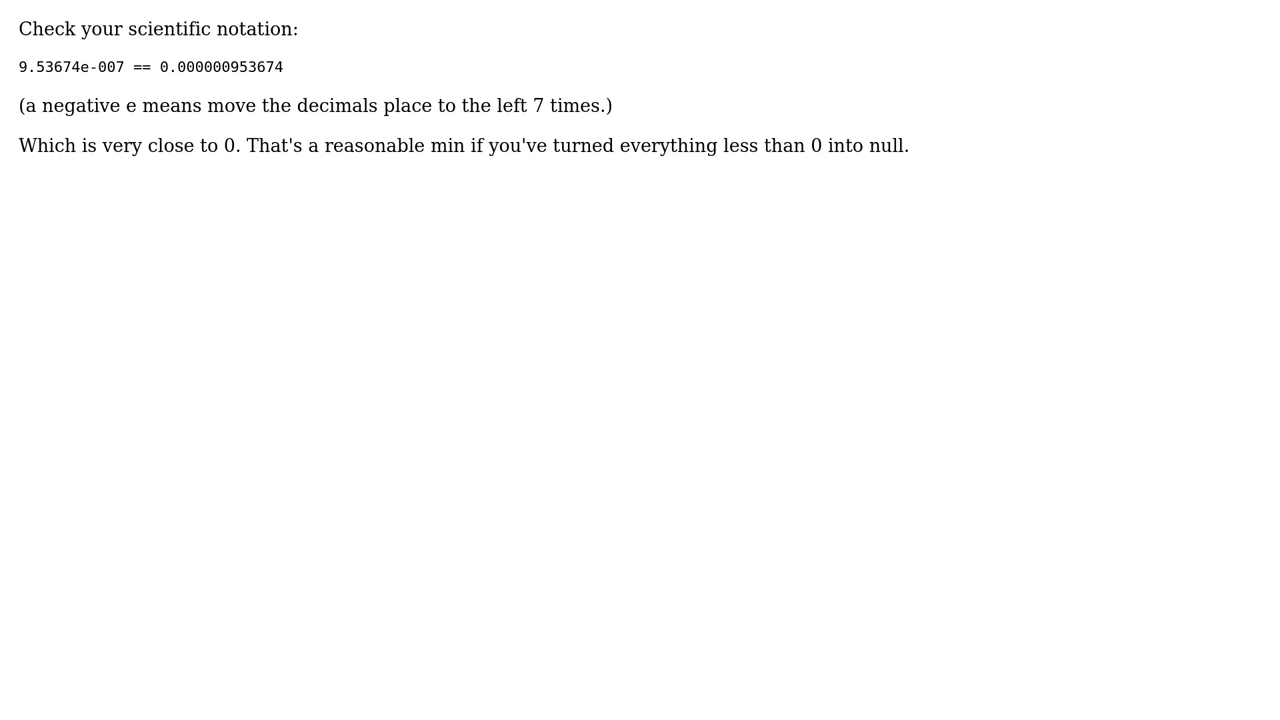 Check your scientific notation:
9.53674e-007 == 0.000000953674
(a negative e means move the decimals place to the left 7 times.)
Which is very close to 0. That's a reasonable min if you've turned everything less than 0 into null.